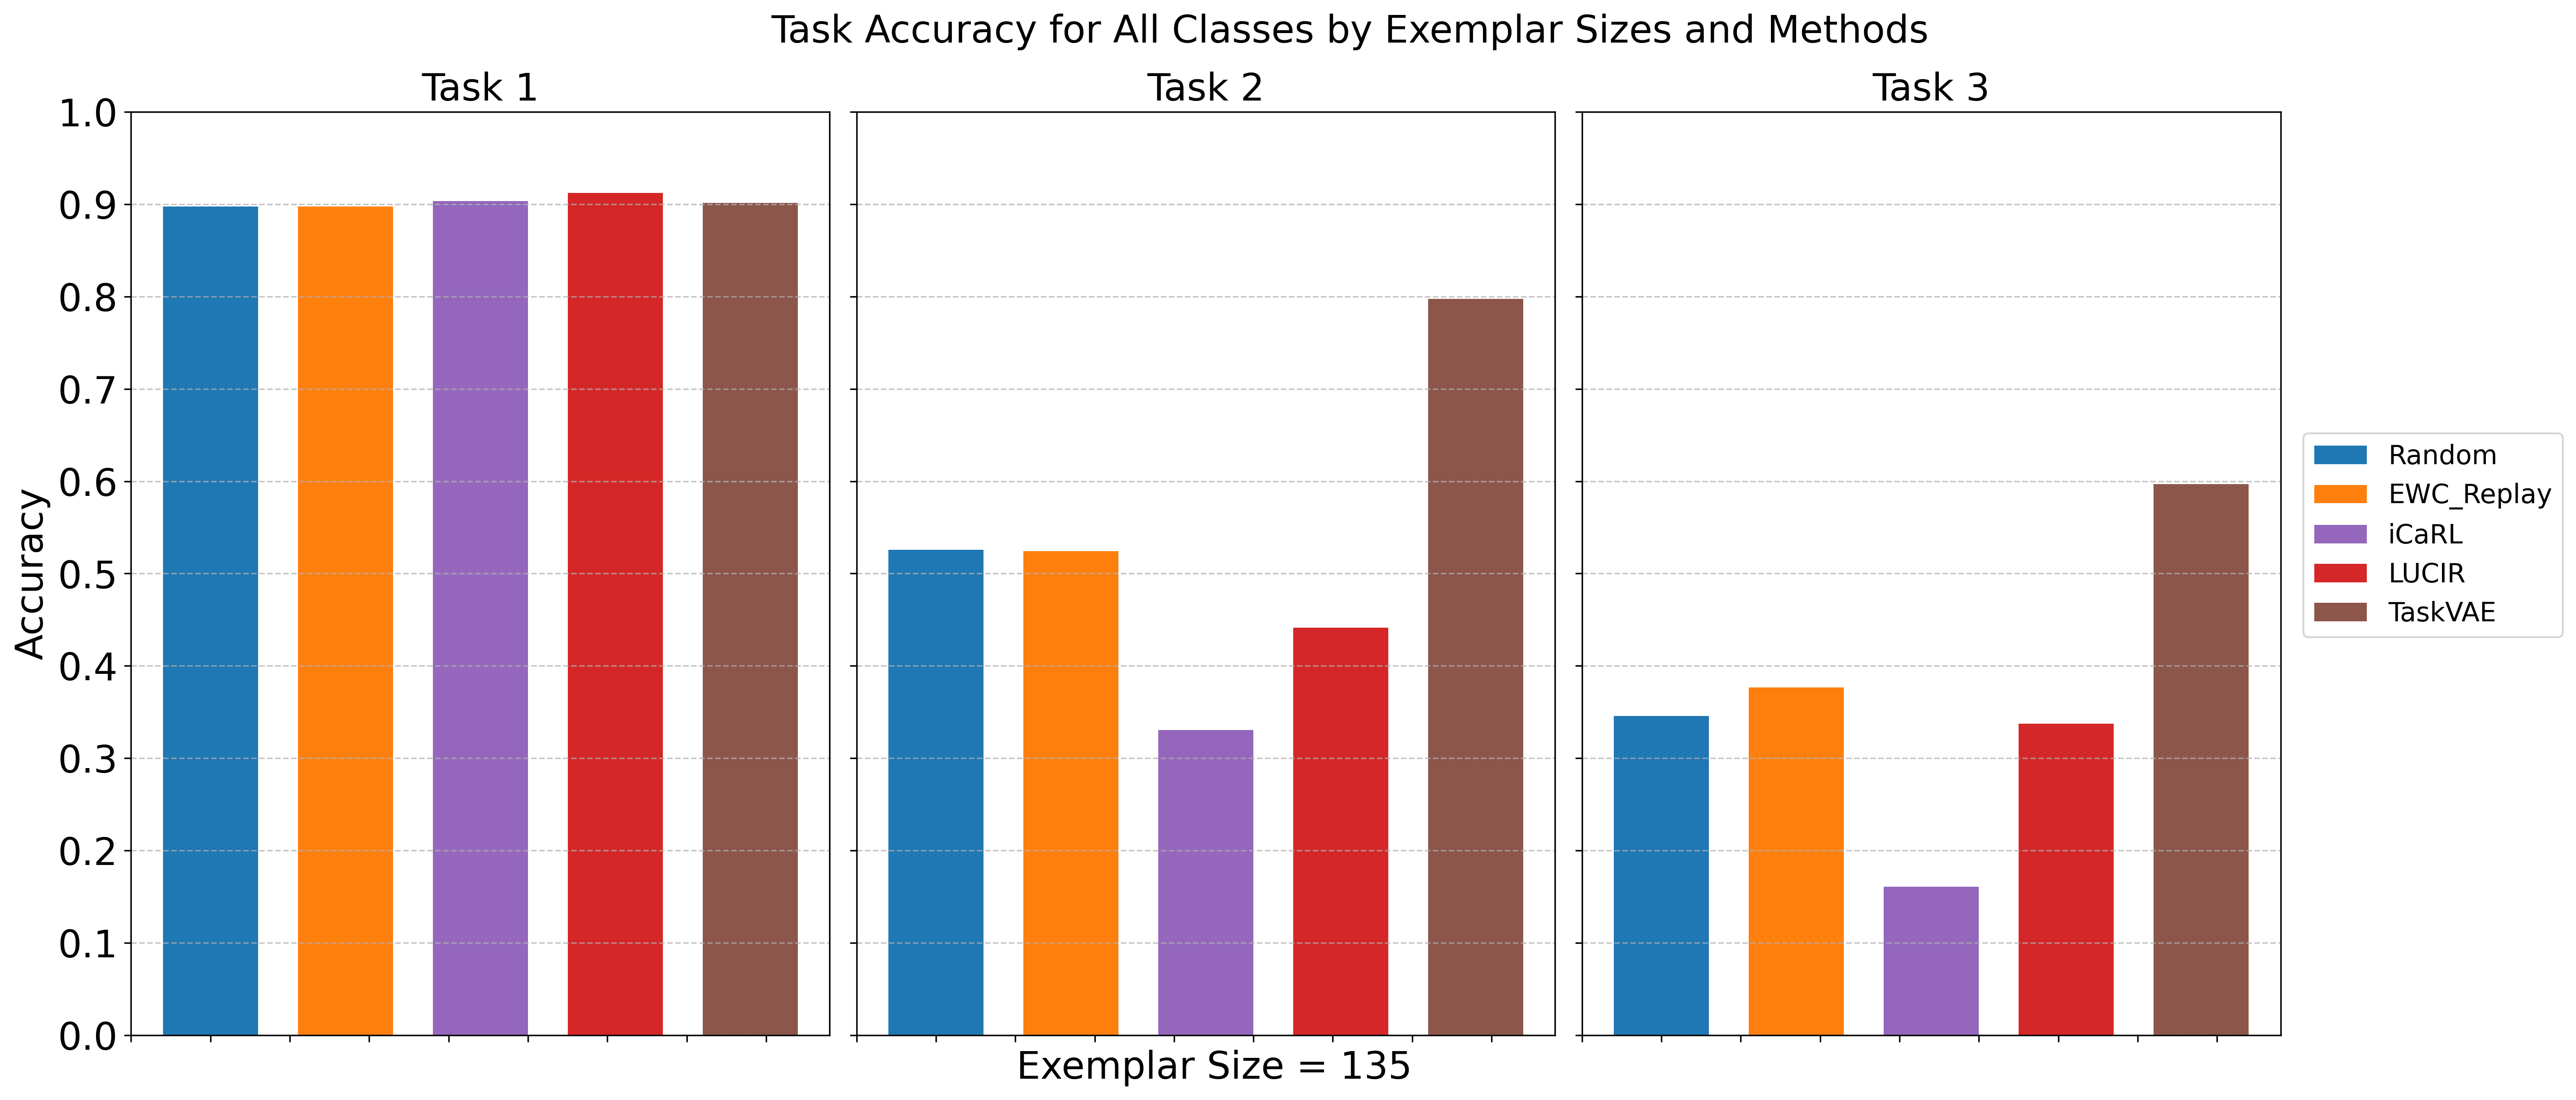 Task Accuracy for All Classes by Exemplar Sizes and Methods
Task 1
Task 2
Task 3
1.0
0.9
0.8
0.7
0.6
0.5
0.4
0.3
0.2
0.1
0.0
Accuracy
Exemplar Size = 135
Random
EWC_Replay
iCaRL
LUCIR
TaskVAE